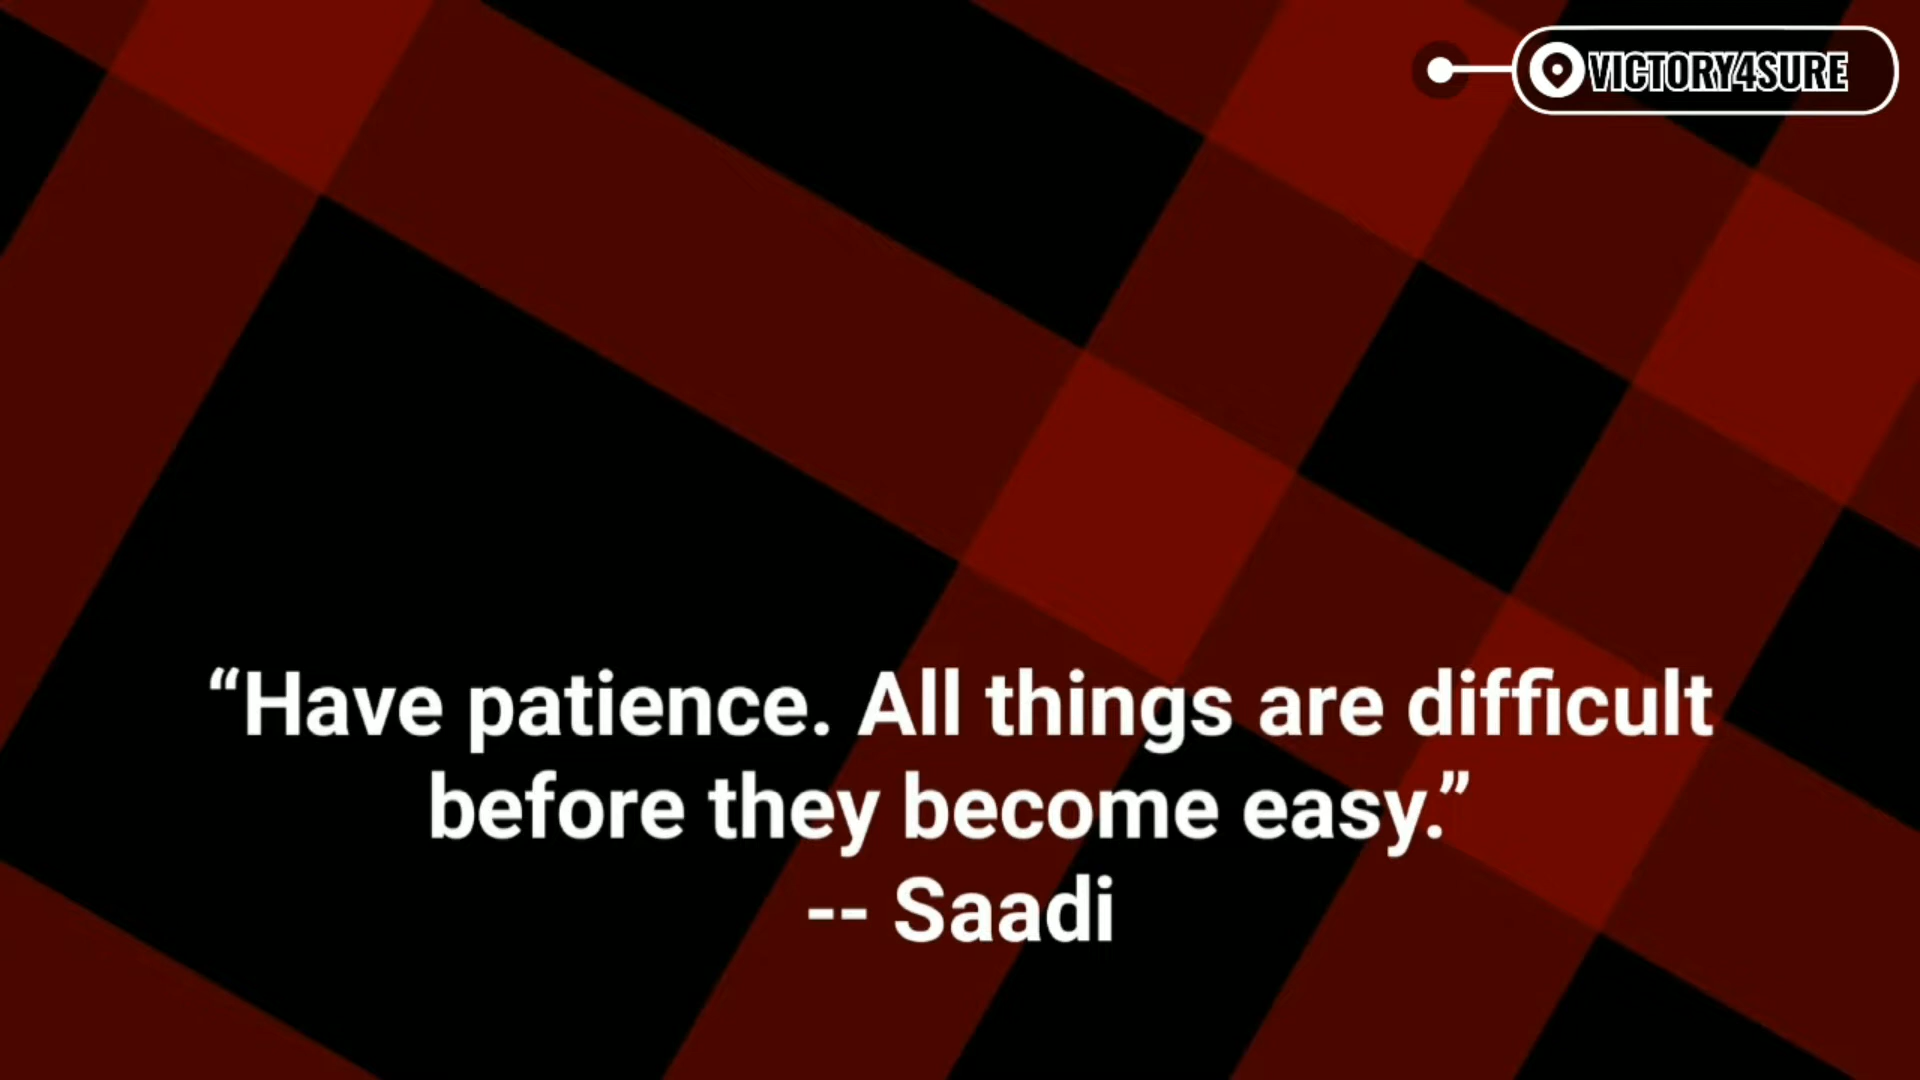 VICTORY4SURE
“Have patience. All things are difficult
before they become easy.”
-- Saadi